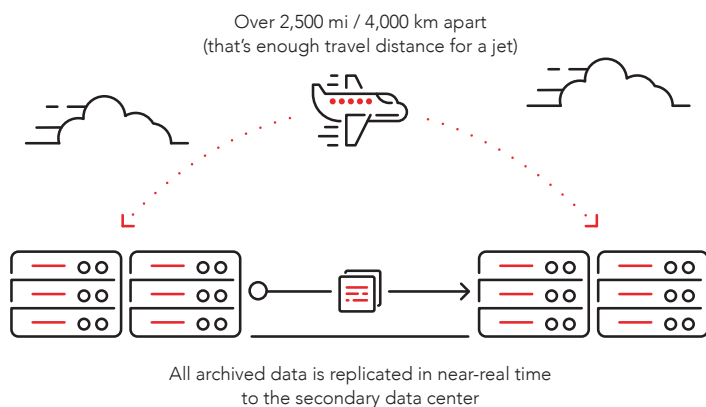 Over 2,500 mi / 4,000 km apart
(that’s enough travel distance for a jet)
All archived data is replicated in near-real time
to the secondary data center